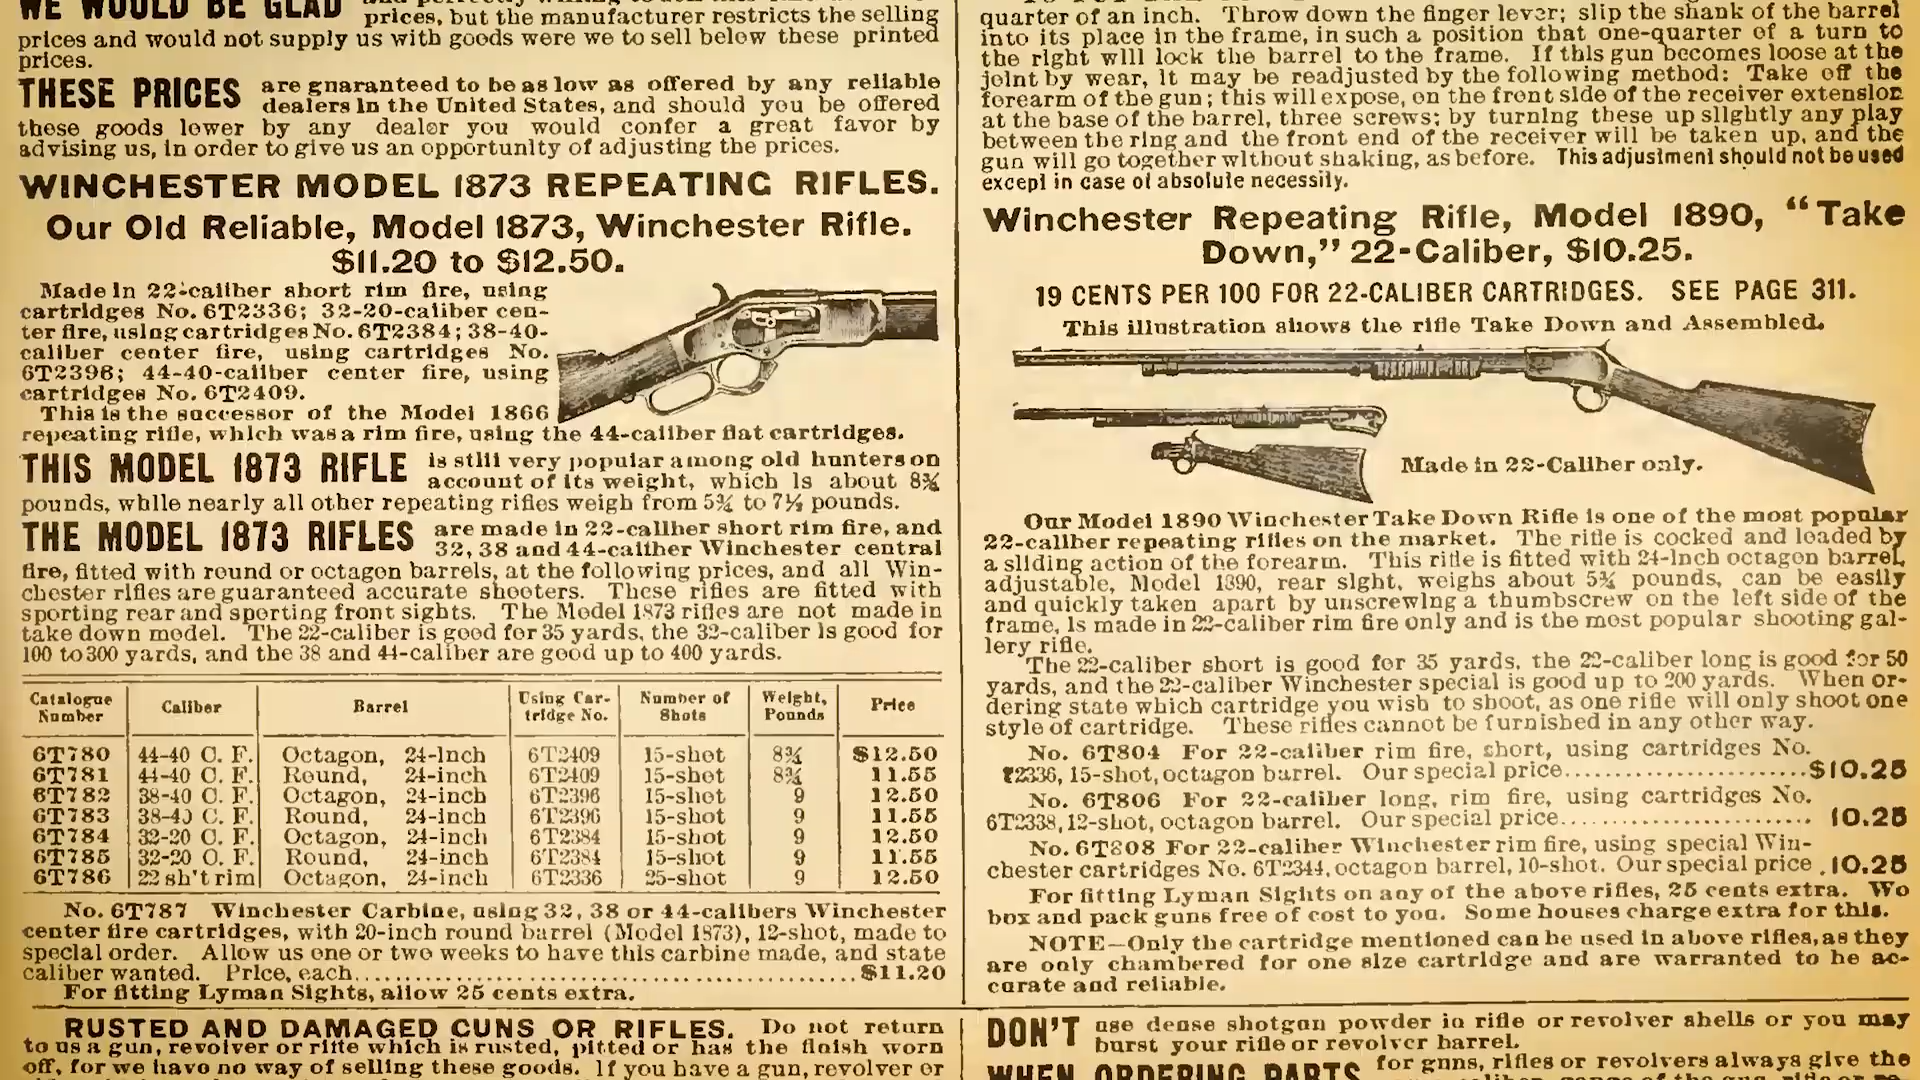 WE WOULD BE GLAD
prices, but the manufacturer restricts the selling
prices and would not supply us with goods were we to sell below these printed
prices.
THESE PRICES are gnaranteed to be as low as offered by any reliable
dealers in the United States, and should you be offered
these goods lower by any dealer you would confer a great favor by
advising us, in order to give us an opportunity of adjusting the prices.
WINCHESTER MODEL 1873 REPEATING RIFLES.
Our Old Reliable, Model 1873, Winchester Rifle.
$11.20 to $12.50.
Made in 22-caliber short rim fire, using
cartridges No. 6T2336; 32-20-caliber cen-
ter fire, using cartridges No. 6T2384; 38-40-
caliber center fire, using cartridges No.
6T2396; 44-40-caliber center fire, using
cartridges No. 6T2409.
This is the successor of the Model 1866
repeating rifle, which was a rim fire, using the 44-caliber flat cartridges.
THIS MODEL 1873 RIFLE is still very popular among old hunters on
account of its weight, which is about 8¾
pounds, while nearly all other repeating rifles weigh from 5¾ to 7½ pounds.
THE MODEL 1873 RIFLES are made in 22-caliber short rim fire, and
32, 38 and 44-caliber Winchester central
fire, fitted with round or octagon barrels, at the following prices, and all Win-
chester rifles are guaranteed accurate shooters. These rifles are fitted with
sporting rear and sporting front sights. The Model 1873 rifles are not made in
take down model. The 22-caliber is good for 35 yards, the 32-caliber is good for
100 to 300 yards, and the 38 and 44-caliber are good up to 400 yards.
Catalogue Number Caliber Barrel Using Car-tridge No. Number of Shots Weight, Pounds Price
6T780 44-40 C. F. Octagon, 24-inch 6T2409 15-shot 8¾ $12.50
6T781 44-40 C. F. Round, 24-inch 6T2409 15-shot 8¾ 11.55
6T782 38-40 C. F. Octagon, 24-inch 6T2396 15-shot 9 12.50
6T783 38-40 C. F. Round, 24-inch 6T2396 15-shot 9 11.55
6T784 32-20 C. F. Octagon, 24-inch 6T2384 15-shot 9 12.50
6T785 32-20 C. F. Round, 24-inch 6T2384 15-shot 9 11.55
6T786 22 sh't rim Octagon, 24-inch 6T2336 25-shot 9 12.50
No. 6T787 Winchester Carbine, using 32, 38 or 44-calibers Winchester
center fire cartridges, with 20-inch round barrel (Model 1873), 12-shot, made to
special order. Allow us one or two weeks to have this carbine made, and state
caliber wanted. Price, each....................$11.20
For fitting Lyman Sights, allow 25 cents extra.
RUSTED AND DAMAGED GUNS OR RIFLES. Do not return
to us a gun, revolver or rifle which is rusted, pitted or has the finish worn
off, for we have no way of selling these goods. If you have a gun, revolver or
quarter of an inch. Throw down the finger lever; slip the shank of the barrel
into its place in the frame, in such a position that one-quarter of a turn to
the right will lock the barrel to the frame. If this gun becomes loose at the
joint by wear, it may be readjusted by the following method: Take off the
forearm of the gun; this will expose, on the front side of the receiver extension
at the base of the barrel, three screws; by turning these up slightly any play
between the ring and the front end of the receiver will be taken up, and the
gun will go together without shaking, as before. This adjustment should not be used
except in case of absolute necessity.
Winchester Repeating Rifle, Model 1890, "Take
Down," 22-Caliber, $10.25.
19 CENTS PER 100 FOR 22-CALIBER CARTRIDGES. SEE PAGE 311.
This illustration shows the rifle Take Down and Assembled.
Made in 22-Caliber only.
Our Model 1890 Winchester Take Down Rifle is one of the most popular
22-caliber repeating rifles on the market. The rifle is cocked and loaded by
a sliding action of the forearm. This rifle is fitted with 24-inch octagon barrel,
adjustable, Model 1890, rear sight, weighs about 5¾ pounds, can be easily
and quickly taken apart by unscrewing a thumbscrew on the left side of the
frame, is made in 22-caliber rim fire only and is the most popular shooting gal-
lery rifle.
The 22-caliber short is good for 35 yards, the 22-caliber long is good for 50
yards, and the 22-caliber Winchester special is good up to 200 yards. When or-
dering state which cartridge you wish to shoot, as one rifle will only shoot one
style of cartridge. These rifles cannot be furnished in any other way.
No. 6T804 For 22-caliber rim fire, short, using cartridges No.
T2336, 15-shot, octagon barrel. Our special price....................$10.25
No. 6T806 For 22-caliber long, rim fire, using cartridges No.
6T2338, 12-shot, octagon barrel. Our special price.................... 10.25
No. 6T808 For 22-caliber Winchester rim fire, using special Win-
chester cartridges No. 6T2344, octagon barrel, 10-shot. Our special price . 10.25
For fitting Lyman Sights on any of the above rifles, 25 cents extra. We
box and pack guns free of cost to you. Some houses charge extra for this.
NOTE—Only the cartridge mentioned can be used in above rifles, as they
are only chambered for one size cartridge and are warranted to be ac-
curate and reliable.
DON'T use dense shotgun powder in rifle or revolver shells or you may
burst your rifle or revolver barrel.
WHEN ORDERING PARTS for guns, rifles or revolvers always give the